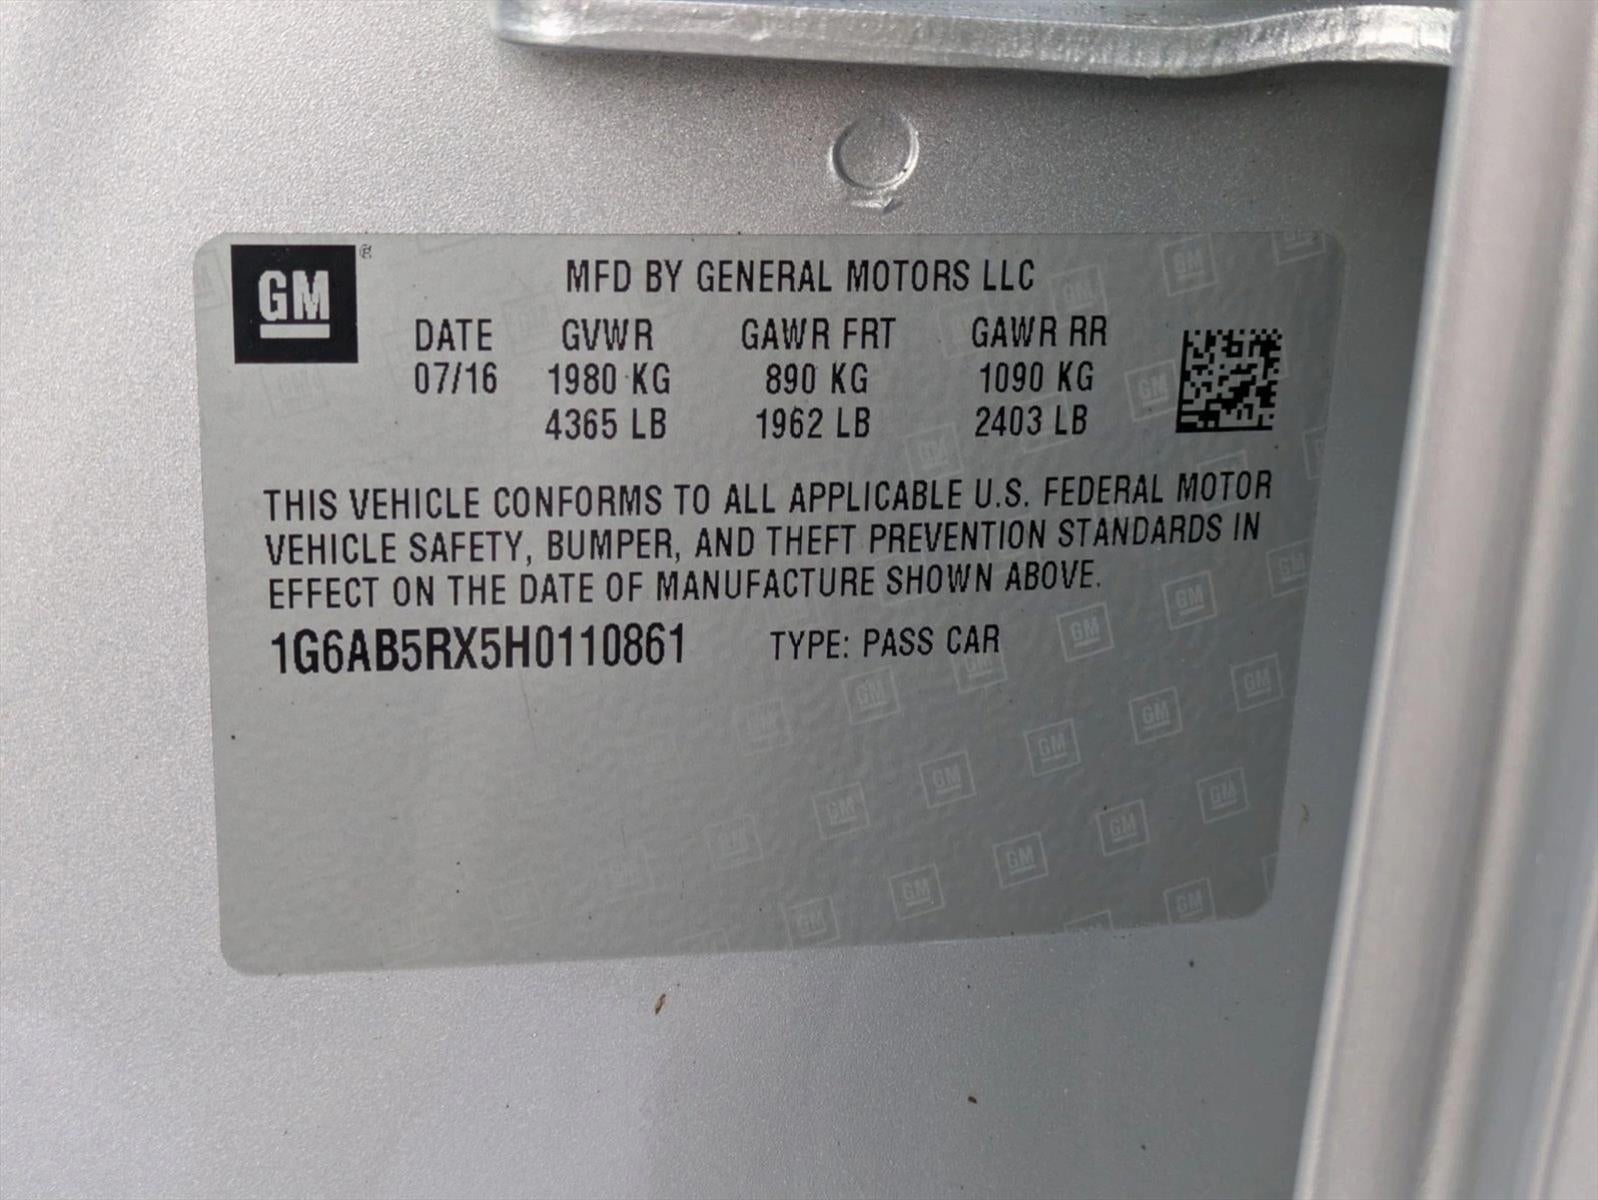 GM®
MFD BY GENERAL MOTORS LLC
DATE GVWR GAWR FRT GAWR RR
07/16 1980 KG 890 KG 1090 KG
4365 LB 1962 LB 2403 LB
THIS VEHICLE CONFORMS TO ALL APPLICABLE U.S. FEDERAL MOTOR
VEHICLE SAFETY, BUMPER, AND THEFT PREVENTION STANDARDS IN
EFFECT ON THE DATE OF MANUFACTURE SHOWN ABOVE.
1G6AB5RX5H0110861 TYPE: PASS CAR